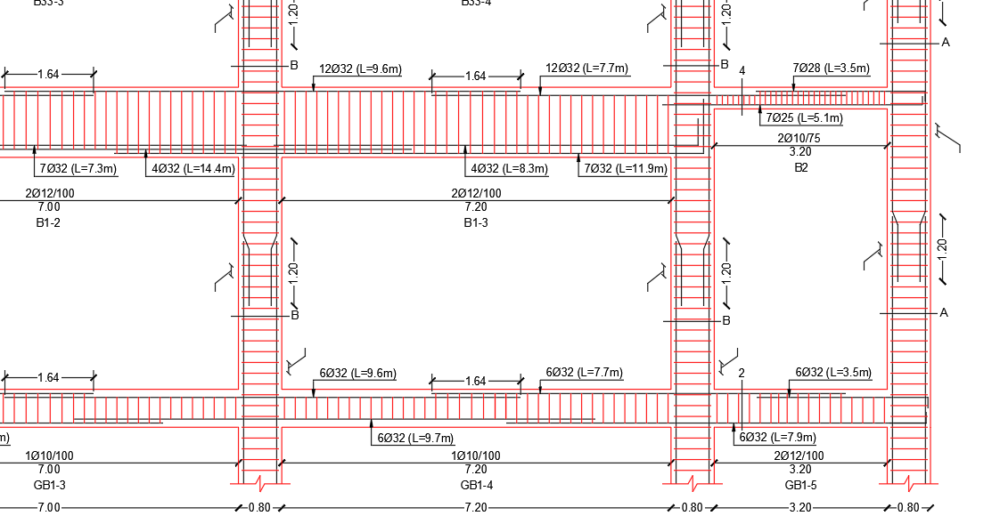 B33-3
B33-4
1.20
1.20
A
1.64
B
12Ø32 (L=9.6m)
1.64
12Ø32 (L=7.7m)
B
4
7Ø28 (L=3.5m)
7Ø25 (L=5.1m)
2Ø10/75
3.20
B2
7Ø32 (L=7.3m)
4Ø32 (L=14.4m)
4Ø32 (L=8.3m)
7Ø32 (L=11.9m)
2Ø12/100
7.00
B1-2
2Ø12/100
7.20
B1-3
1.20
1.20
1.20
B
B
A
1.64
6Ø32 (L=9.6m)
1.64
6Ø32 (L=7.7m)
2
6Ø32 (L=3.5m)
m)
6Ø32 (L=9.7m)
6Ø32 (L=7.9m)
1Ø10/100
7.00
GB1-3
1Ø10/100
7.20
GB1-4
2Ø12/100
3.20
GB1-5
7.00
0.80
7.20
0.80
3.20
0.80